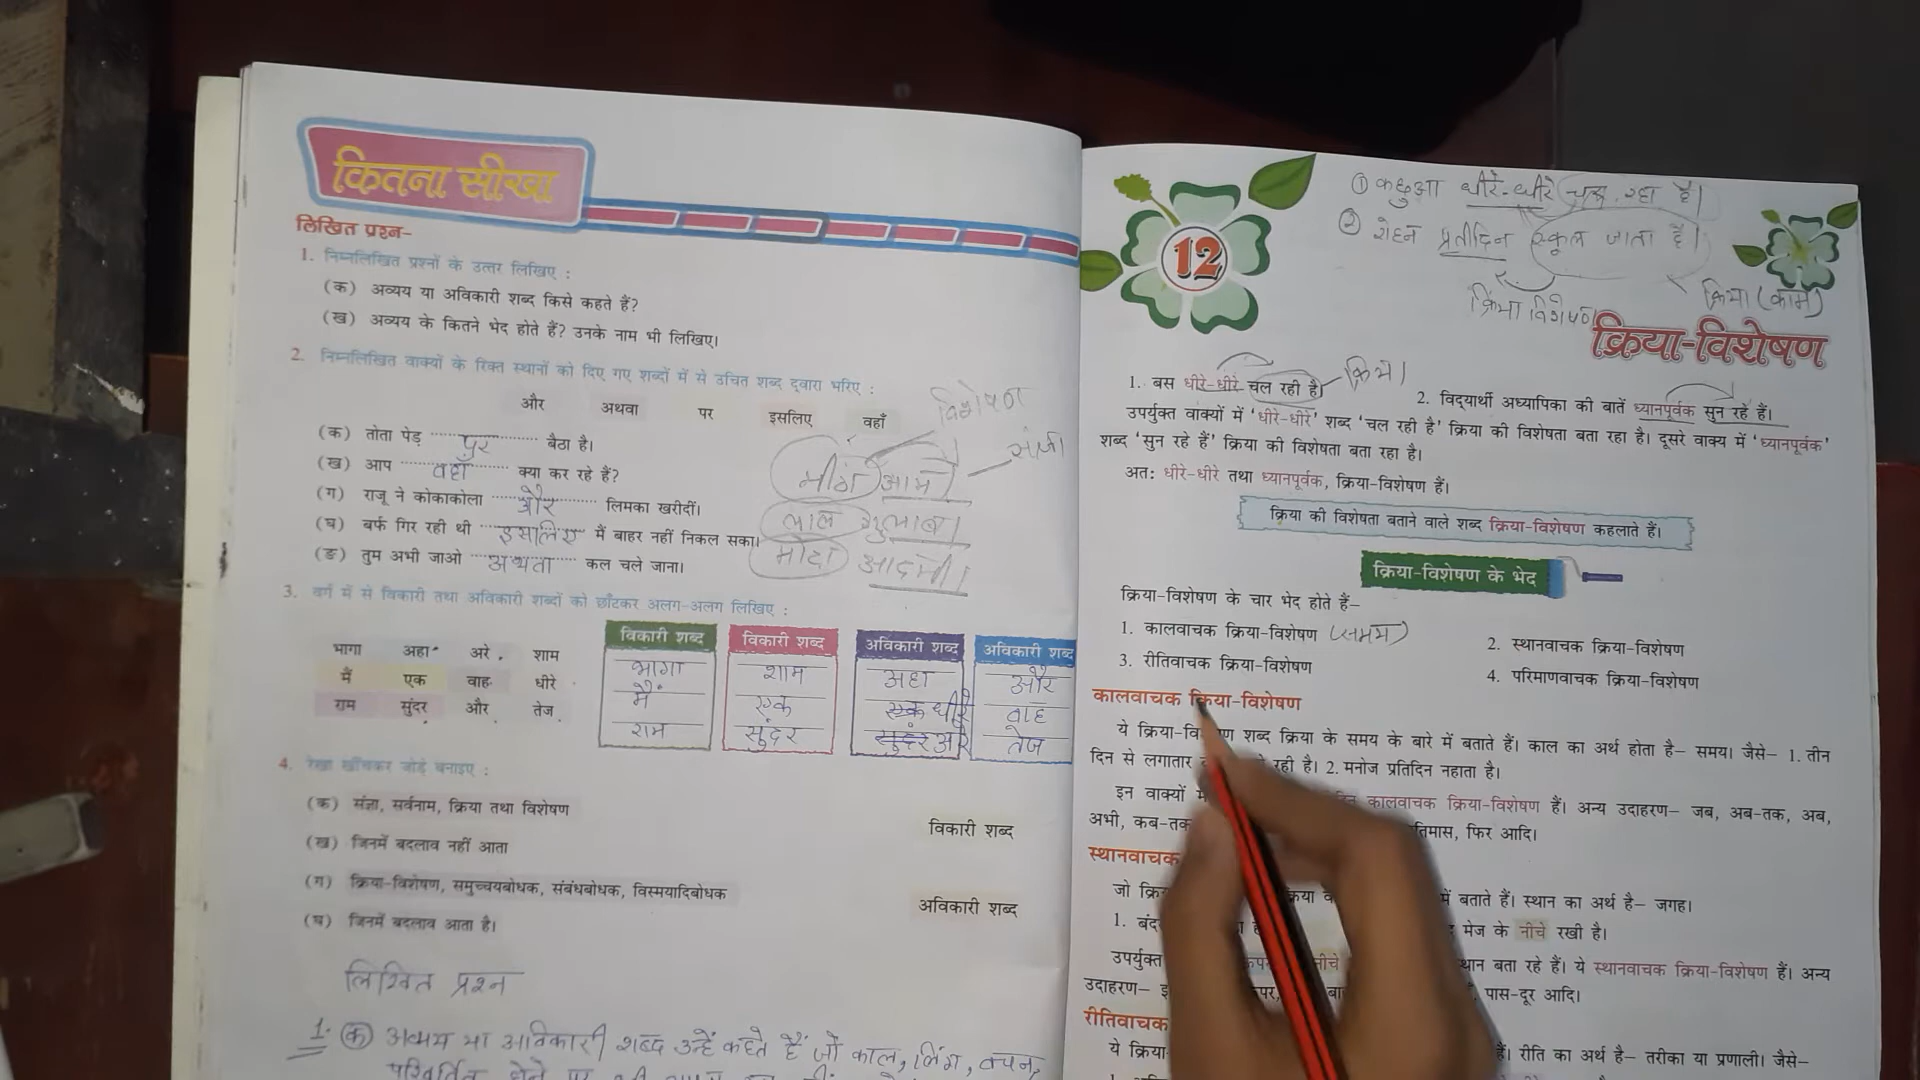 कितना सीखा
लिखित प्रश्न–
1. निम्नलिखित प्रश्नों के उत्तर लिखिए :
(क) अव्यय या अविकारी शब्द किसे कहते हैं?
(ख) अव्यय के कितने भेद होते हैं? उनके नाम भी लिखिए।
2. निम्नलिखित वाक्यों के रिक्त स्थानों को दिए गए शब्दों में से उचित शब्द द्वारा भरिए :
और अथवा पर इसलिए वहाँ
(क) तोता पेड़ पर बैठा है।
(ख) आप वहाँ क्या कर रहे हैं?
(ग) राजू ने कोकाकोला और लिमका खरीदीं।
(घ) बर्फ गिर रही थी इसलिए मैं बाहर नहीं निकल सका।
(ङ) तुम अभी जाओ अथवा कल चले जाना।
विशेषण
संज्ञा
आम
लाल गुलाब।
मोटा आदमी।
3. वर्ग में से विकारी तथा अविकारी शब्दों को छाँटकर अलग-अलग लिखिए :
भागा अहा अरे शाम
मैं एक वाह धीरे
राम सुंदर और तेज
विकारी शब्द विकारी शब्द अविकारी शब्द अविकारी शब्द
भागा शाम अहा और
मैं एक धीरे वाह
राम सुंदर अरे तेज
4. रेखा खींचकर जोड़े बनाइए :
(क) संज्ञा, सर्वनाम, क्रिया तथा विशेषण
विकारी शब्द
(ख) जिनमें बदलाव नहीं आता
(ग) क्रिया-विशेषण, समुच्चयबोधक, संबंधबोधक, विस्मयादिबोधक
अविकारी शब्द
(घ) जिनमें बदलाव आता है।
लिखित प्रश्न
1. (क) अव्यय या अविकारी शब्द उन्हें कहते हैं जो काल, लिंग, वचन,
① कछुआ धीरे-धीरे चल रहा है।
② रोहन प्रतीदिन स्कूल जाता है।
क्रिया विशेषण
क्रिया (काम)
12
क्रिया-विशेषण
1. बस धीरे-धीरे चल रही है।
2. विद्यार्थी अध्यापिका की बातें ध्यानपूर्वक सुन रहे हैं।
उपर्युक्त वाक्यों में 'धीरे-धीरे' शब्द 'चल रही है' क्रिया की विशेषता बता रहा है। दूसरे वाक्य में 'ध्यानपूर्वक'
शब्द 'सुन रहे हैं' क्रिया की विशेषता बता रहा है।
अतः धीरे-धीरे तथा ध्यानपूर्वक, क्रिया-विशेषण हैं।
क्रिया की विशेषता बताने वाले शब्द क्रिया-विशेषण कहलाते हैं।
क्रिया-विशेषण के भेद
क्रिया-विशेषण के चार भेद होते हैं–
1. कालवाचक क्रिया-विशेषण (समय)
2. स्थानवाचक क्रिया-विशेषण
3. रीतिवाचक क्रिया-विशेषण
4. परिमाणवाचक क्रिया-विशेषण
कालवाचक क्रिया-विशेषण
ये शब्द क्रिया के समय के बारे में बताते हैं। काल का अर्थ होता है– समय। जैसे– 1. तीन
दिन से लगातार रही है। 2. मनोज प्रतिदिन नहाता है।
इन वाक्यों कालवाचक क्रिया-विशेषण हैं। अन्य उदाहरण– जब, अब-तक, अब,
अभी, फिर आदि।
स्थानवाचक
जो में बताते हैं। स्थान का अर्थ है– जगह।
1. मेज के नीचे रखी है।
उपर्युक्त नीचे बता रहे हैं। ये स्थानवाचक क्रिया-विशेषण हैं। अन्य
उदाहरण– पास-दूर आदि।
रीतिवाचक
ये हैं। रीति का अर्थ है– तरीका या प्रणाली। जैसे–